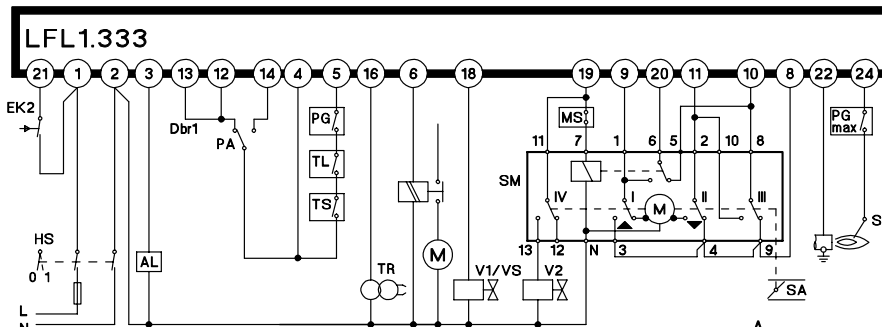 LFL1.333
21 1 2 3 13 12 14 4 5 16 6 18 19 9 20 11 10 8 22 24
EK2 PG MS PG
max
Dbr1 PA 11 7 1 6 5 2 10 8
TL SM
TS IV I M II III S
HS 13 12 N 3 4 9
0 1 AL TR M V1/VS V2 SA
L
N A